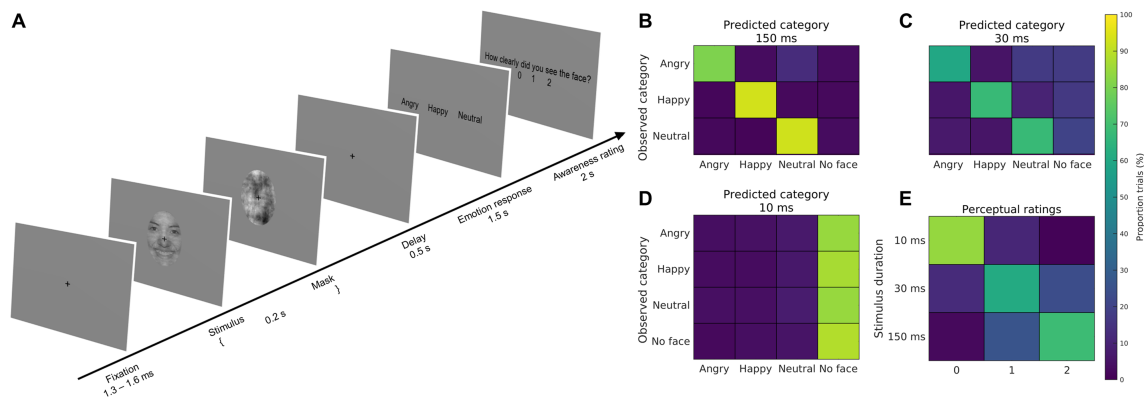 A
Fixation
1.3 – 1.6 ms
Stimulus
{
0.2 s
Mask
}
Delay
0.5 s
Emotion response
1.5 s
Awareness rating
2 s
Angry Happy Neutral
How clearly did you see the face?
0 1 2
B
Predicted category
150 ms
Observed category
Angry
Happy
Neutral
Angry Happy Neutral No face
C
Predicted category
30 ms
Angry Happy Neutral No face
D
Predicted category
10 ms
Observed category
Angry
Happy
Neutral
No face
Angry Happy Neutral No face
E
Perceptual ratings
Stimulus duration
10 ms
30 ms
150 ms
0 1 2
100
90
80
70
60
50
40
30
20
10
0
Proportion trials (%)